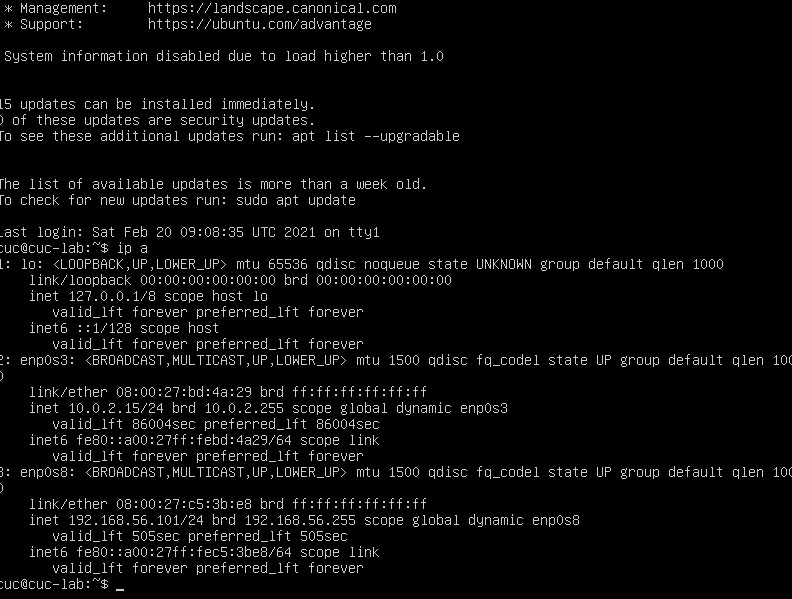 * Management:     https://landscape.canonical.com
* Support:        https://ubuntu.com/advantage
System information disabled due to load higher than 1.0
15 updates can be installed immediately.
0 of these updates are security updates.
To see these additional updates run: apt list --upgradable
The list of available updates is more than a week old.
To check for new updates run: sudo apt update
Last login: Sat Feb 20 09:08:35 UTC 2021 on tty1
cuc@cuc-lab:~$ ip a
1: lo: <LOOPBACK,UP,LOWER_UP> mtu 65536 qdisc noqueue state UNKNOWN group default qlen 1000
    link/loopback 00:00:00:00:00:00 brd 00:00:00:00:00:00
    inet 127.0.0.1/8 scope host lo
       valid_lft forever preferred_lft forever
    inet6 ::1/128 scope host
       valid_lft forever preferred_lft forever
2: enp0s3: <BROADCAST,MULTICAST,UP,LOWER_UP> mtu 1500 qdisc fq_codel state UP group default qlen 100
0
    link/ether 08:00:27:bd:4a:29 brd ff:ff:ff:ff:ff:ff
    inet 10.0.2.15/24 brd 10.0.2.255 scope global dynamic enp0s3
       valid_lft 86004sec preferred_lft 86004sec
    inet6 fe80::a00:27ff:febd:4a29/64 scope link
       valid_lft forever preferred_lft forever
3: enp0s8: <BROADCAST,MULTICAST,UP,LOWER_UP> mtu 1500 qdisc fq_codel state UP group default qlen 100
0
    link/ether 08:00:27:c5:3b:e8 brd ff:ff:ff:ff:ff:ff
    inet 192.168.56.101/24 brd 192.168.56.255 scope global dynamic enp0s8
       valid_lft 505sec preferred_lft 505sec
    inet6 fe80::a00:27ff:fec5:3be8/64 scope link
       valid_lft forever preferred_lft forever
cuc@cuc-lab:~$ _